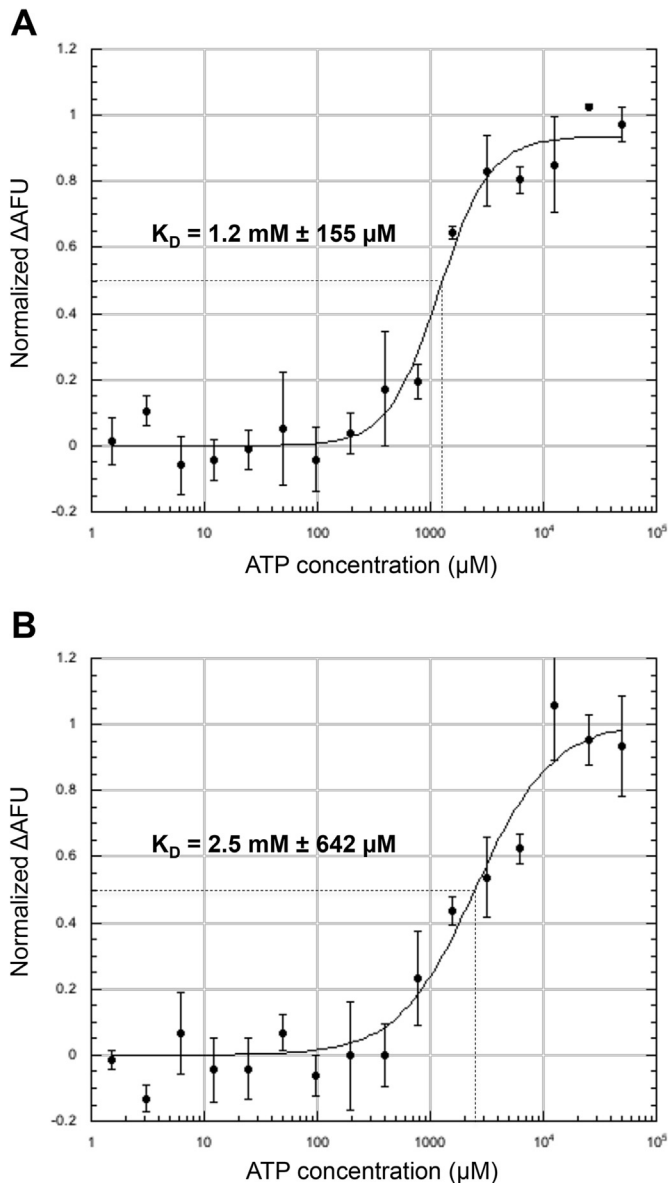 A
1.2
1
0.8
0.6
0.4
0.2
0
-0.2
Normalized ΔAFU
K_D = 1.2 mM ± 155 µM
1 10 100 1000 10⁴ 10⁵
ATP concentration (µM)
B
1.2
1
0.8
0.6
0.4
0.2
0
-0.2
Normalized ΔAFU
K_D = 2.5 mM ± 642 µM
1 10 100 1000 10⁴ 10⁵
ATP concentration (µM)